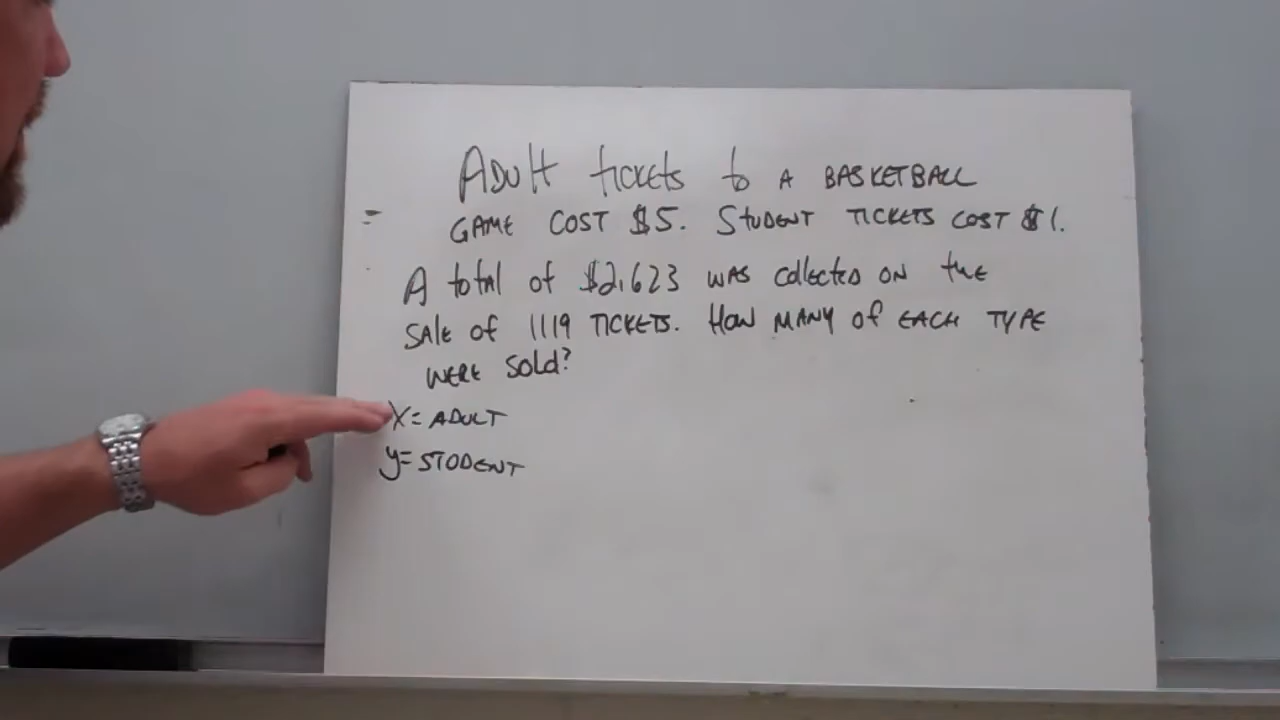 ADULT TICKETS TO A BASKETBALL
GAME COST $5. STUDENT TICKETS COST $1.
A TOTAL OF $2,623 WAS COLLECTED ON THE
SALE OF 1119 TICKETS. HOW MANY OF EACH TYPE
WERE SOLD?
X = ADULT
y = STUDENT